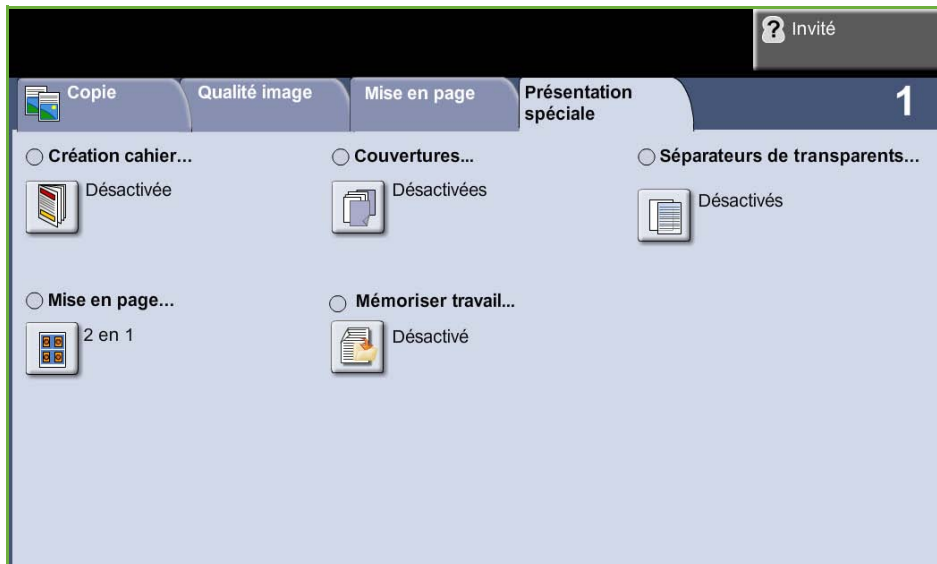 ? Invité
Copie
Qualité image
Mise en page
Présentation
spéciale
1
Création cahier...
Désactivée
Couvertures...
Désactivées
Séparateurs de transparents...
Désactivés
Mise en page...
2 en 1
Mémoriser travail...
Désactivé